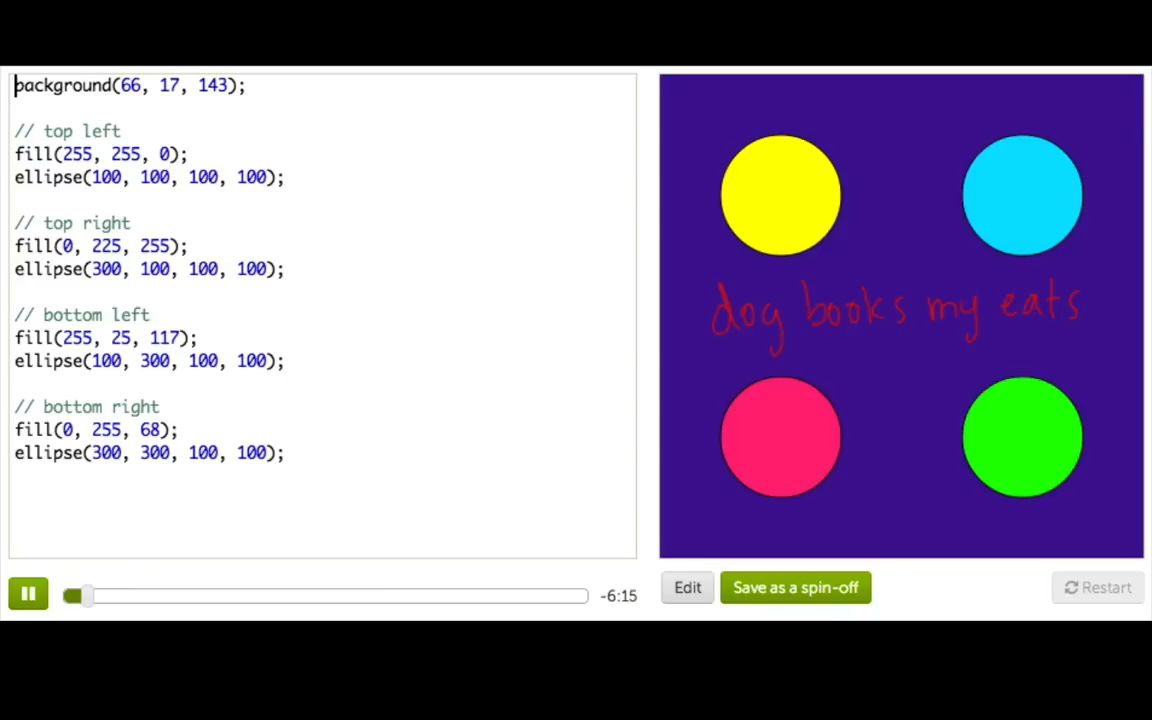 background(66, 17, 143);
// top left
fill(255, 255, 0);
ellipse(100, 100, 100, 100);
// top right
fill(0, 225, 255);
ellipse(300, 100, 100, 100);
// bottom left
fill(255, 25, 117);
ellipse(100, 300, 100, 100);
// bottom right
fill(0, 255, 68);
ellipse(300, 300, 100, 100);
dog books my eats
-6:15
Edit
Save as a spin-off
Restart